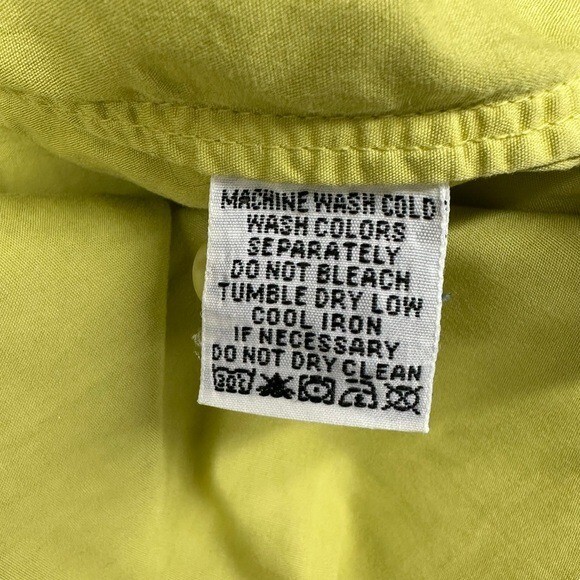 MACHINE WASH COLD
WASH COLORS
SEPARATELY
DO NOT BLEACH
TUMBLE DRY LOW
COOL IRON
IF NECESSARY
DO NOT DRY CLEAN